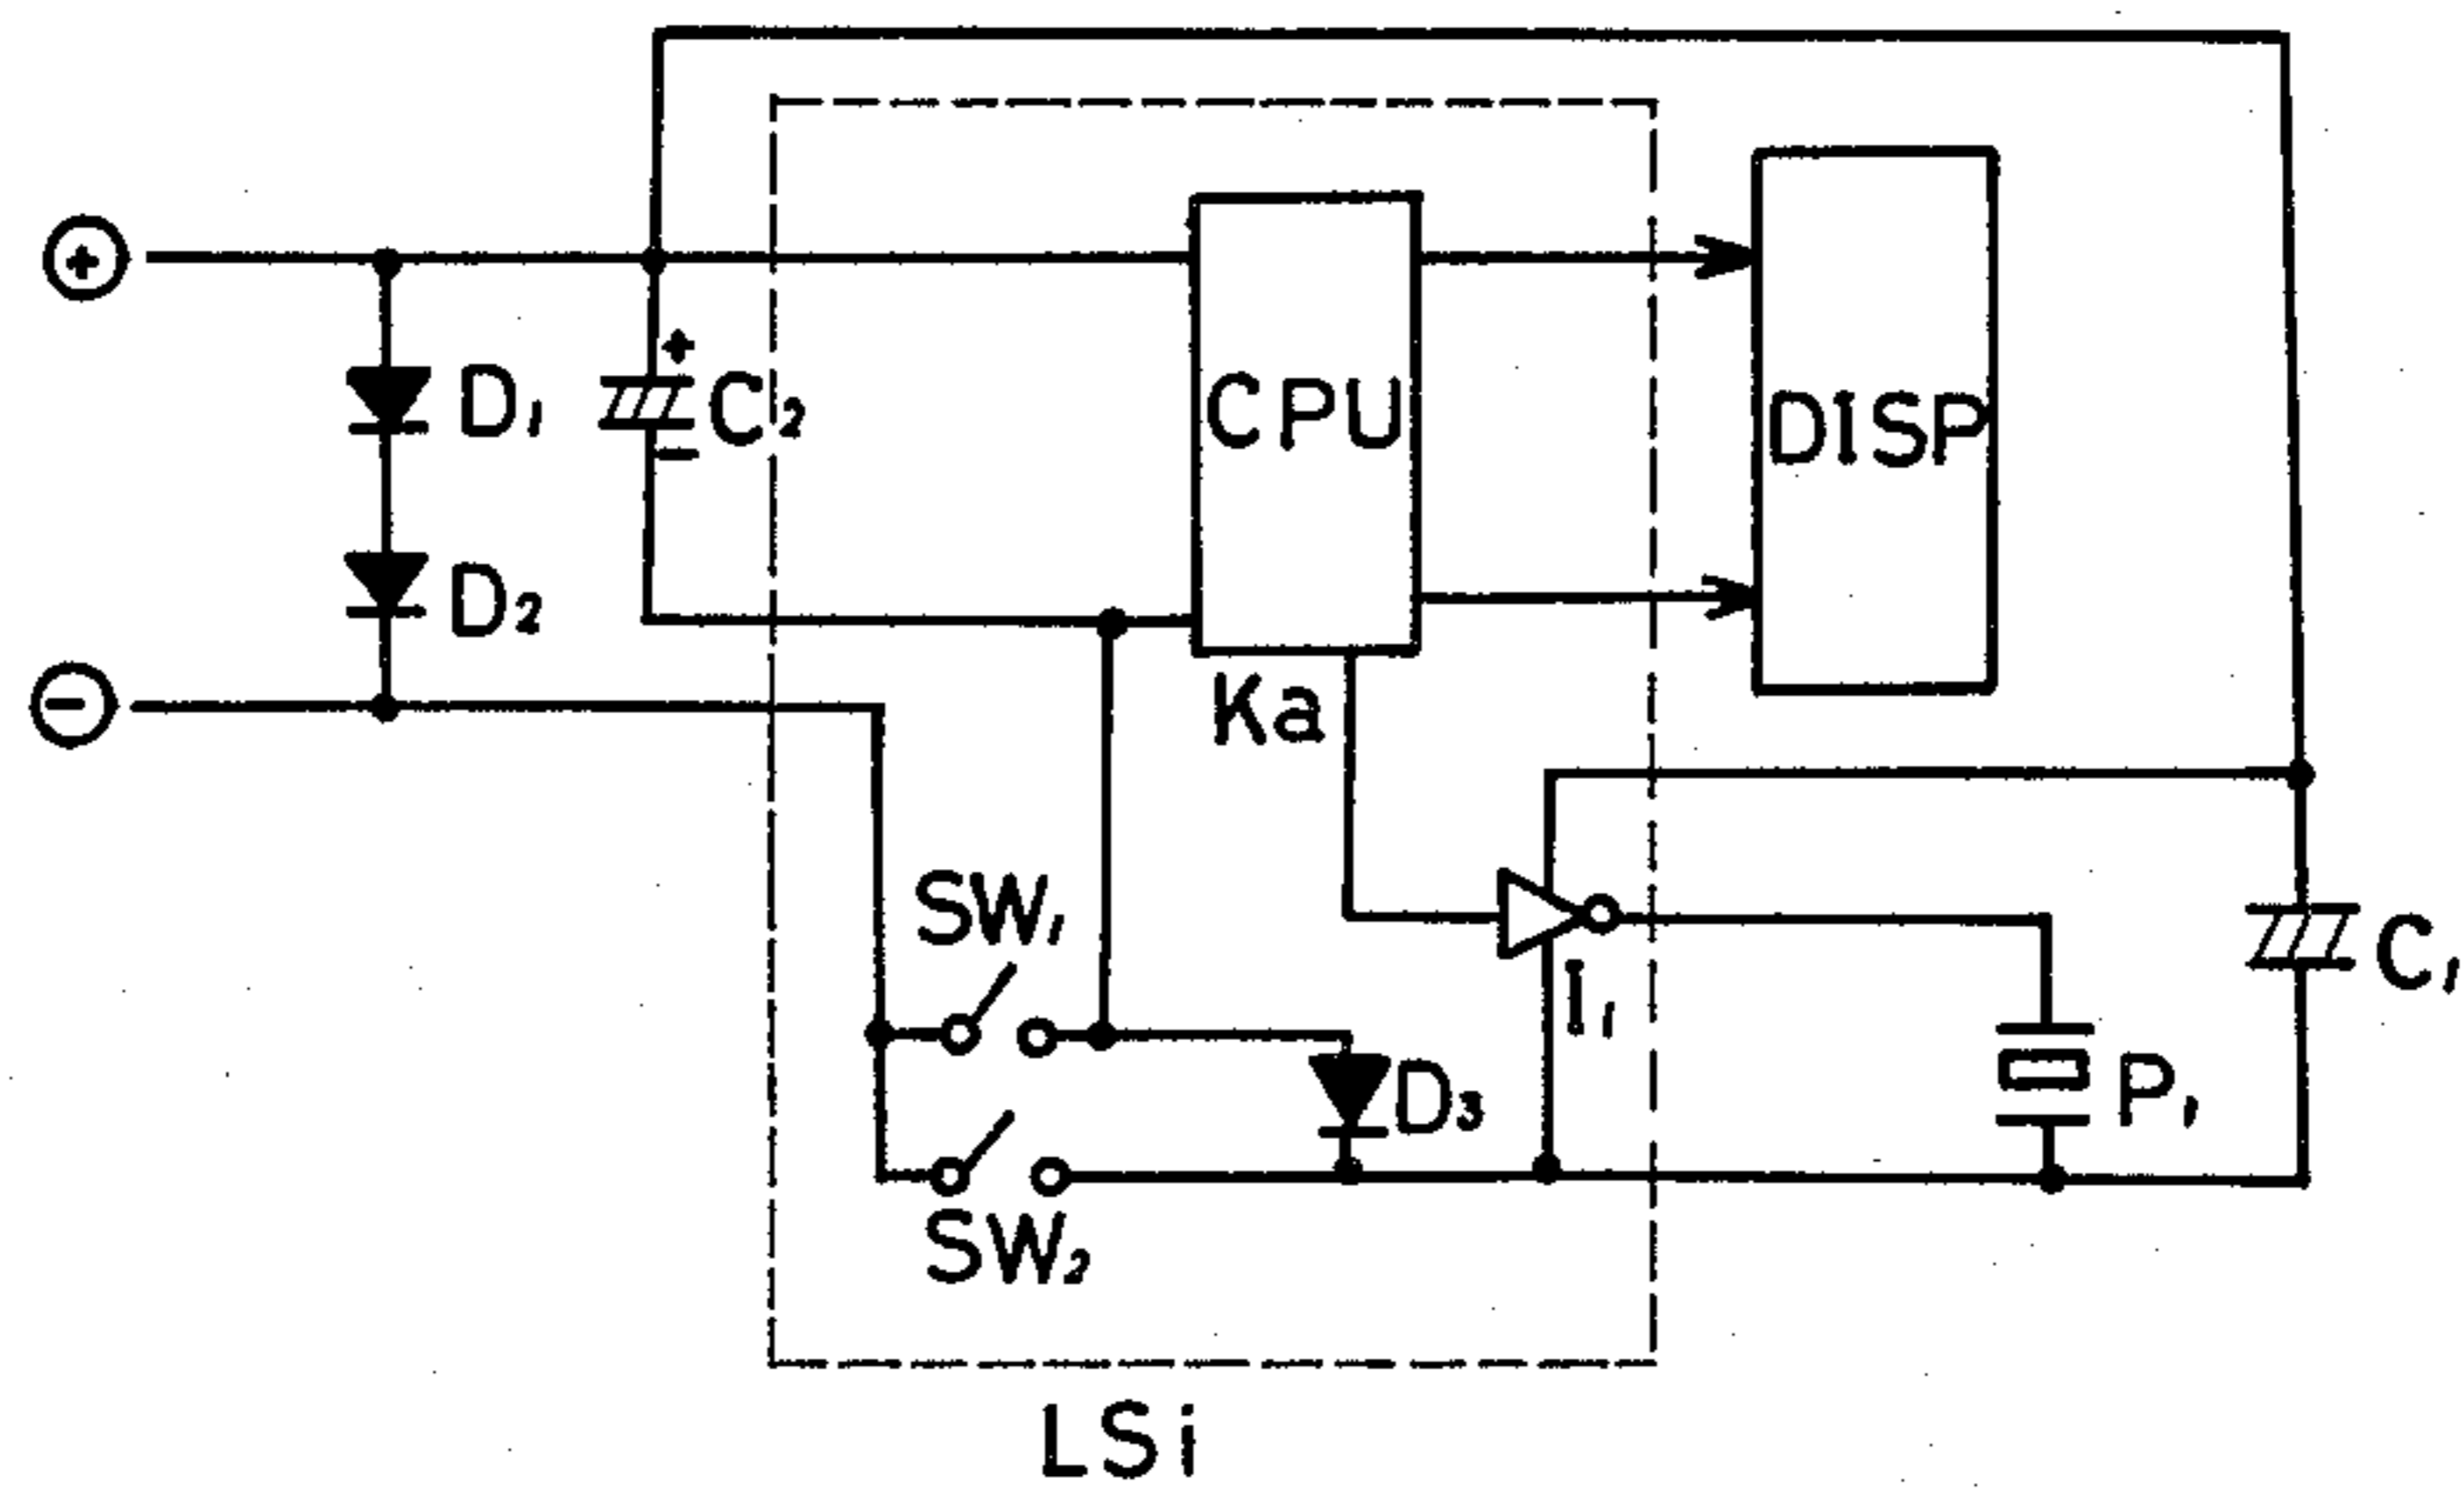 +
D₁
+
C₂
-
CPU
DISP
D₂
-
Ka
SW₁
I₁
C₁
D₃
P₁
SW₂
LSi